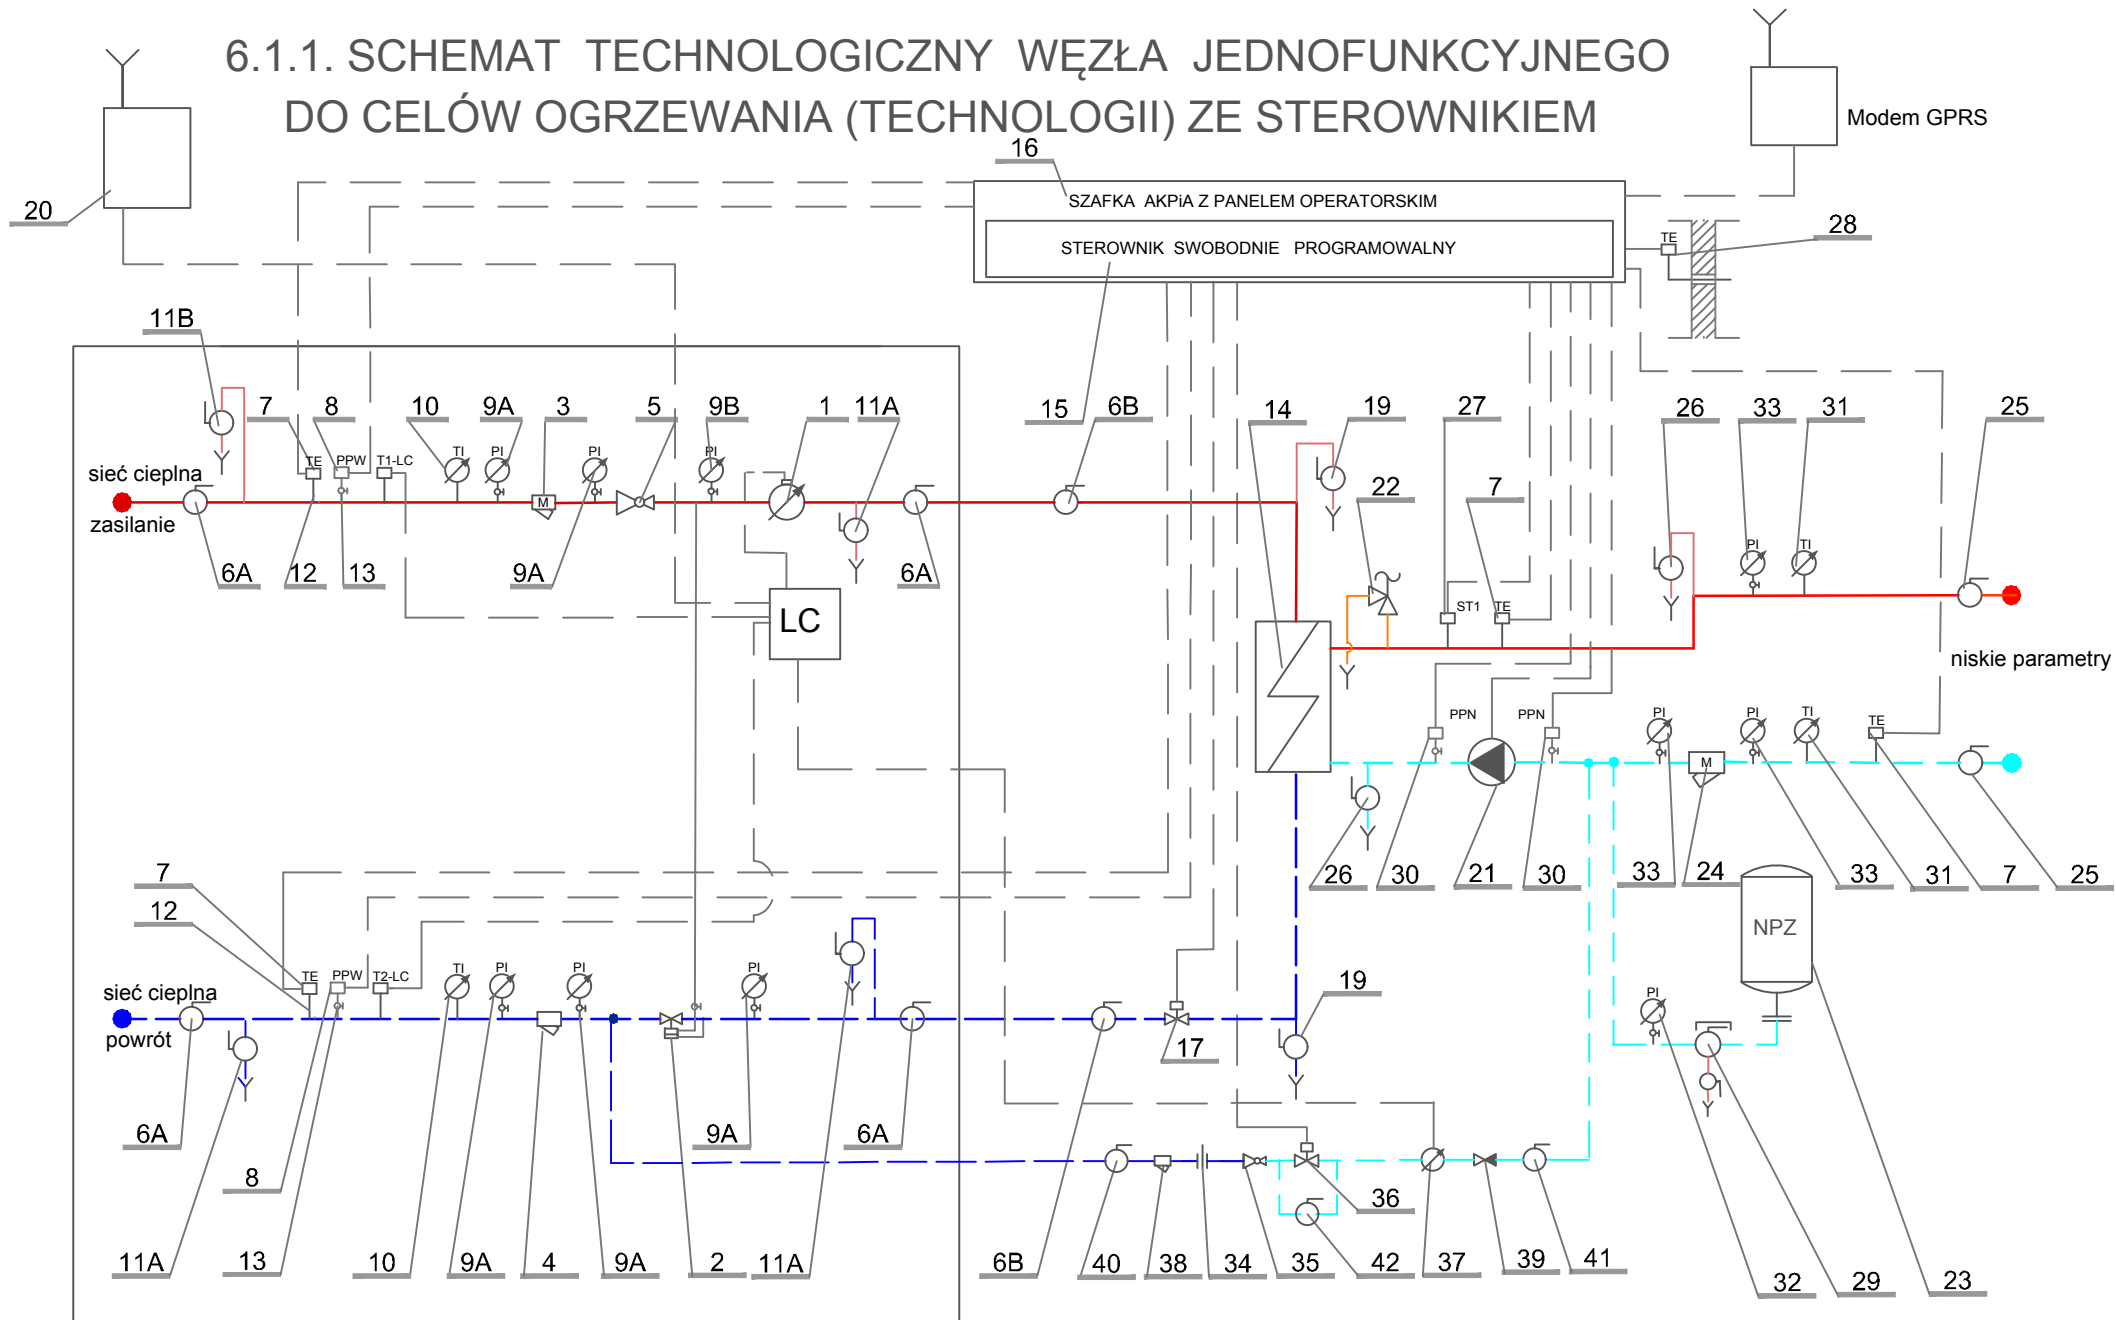 6.1.1. SCHEMAT TECHNOLOGICZNY WĘZŁA JEDNOFUNKCYJNEGO
DO CELÓW OGRZEWANIA (TECHNOLOGII) ZE STEROWNIKIEM
Modem GPRS
16
20
SZAFKA AKPiA Z PANELEM OPERATORSKIM
28
TE
STEROWNIK SWOBODNIE PROGRAMOWALNY
11B
7 8 10 9A 3 5 9B 1 11A 15 6B 14 19 27 7 26 33 31 25
22
sieć cieplna
TE PPW T1-LC TI PI PI PI
M
zasilanie
PI TI
6A 12 13 9A 6A
LC
ST1 TE
niskie parametry
PPN PPN PI PI TI TE
M
7
12
26 30 21 30 33 24 33 31 7 25
NPZ
sieć cieplna
TE PPW T2-LC TI PI PI PI
19
PI
powrót
17
6A 9A 6A
8
36
11A 13 10 9A 4 9A 2 11A 6B 40 38 34 35 42 37 39 41
32 29 23